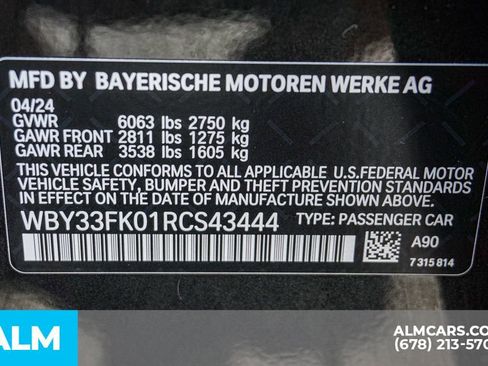 MFD BY BAYERISCHE MOTOREN WERKE AG
04/24
GVWR 6063 lbs 2750 kg
GAWR FRONT 2811 lbs 1275 kg
GAWR REAR 3538 lbs 1605 kg
THIS VEHICLE CONFORMS TO ALL APPLICABLE U.S.FEDERAL MOTOR
VEHICLE SAFETY, BUMPER AND THEFT PREVENTION STANDARDS
IN EFFECT ON THE DATE OF MANUFACTURE SHOWN ABOVE.
WBY33FK01RCS43444 TYPE: PASSENGER CAR
A90
7315814
ALM
ALMCARS.CO
(678) 213-570